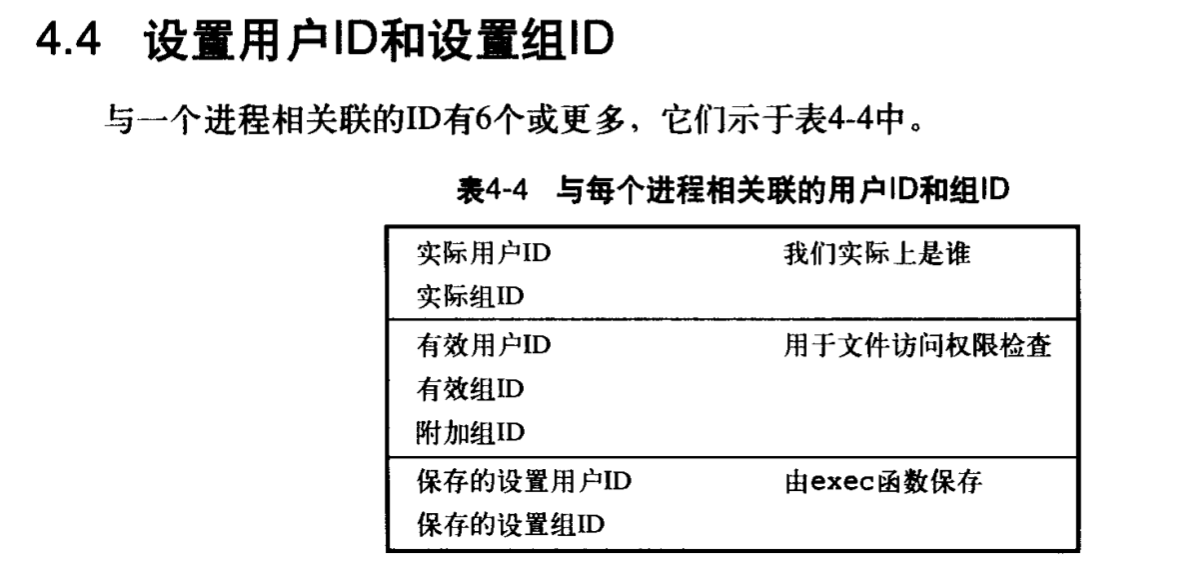 4.4 设置用户ID和设置组ID
与一个进程相关联的ID有6个或更多，它们示于表4-4中。
表4-4 与每个进程相关联的用户ID和组ID
实际用户ID 我们实际上是谁
实际组ID
有效用户ID 用于文件访问权限检查
有效组ID
附加组ID
保存的设置用户ID 由exec函数保存
保存的设置组ID